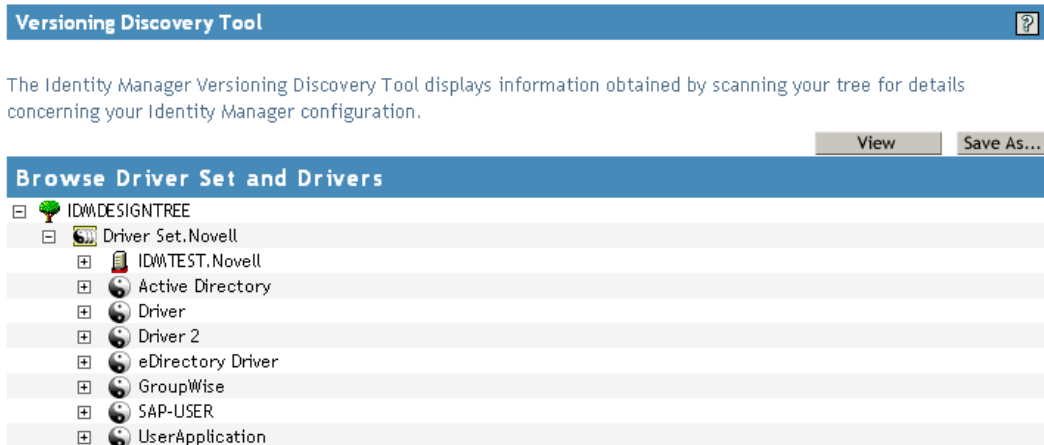 Versioning Discovery Tool
?
The Identity Manager Versioning Discovery Tool displays information obtained by scanning your tree for details
concerning your Identity Manager configuration.
View Save As...
Browse Driver Set and Drivers
IDMDESIGNTREE
Driver Set.Novell
IDMTEST.Novell
Active Directory
Driver
Driver 2
eDirectory Driver
GroupWise
SAP-USER
UserApplication